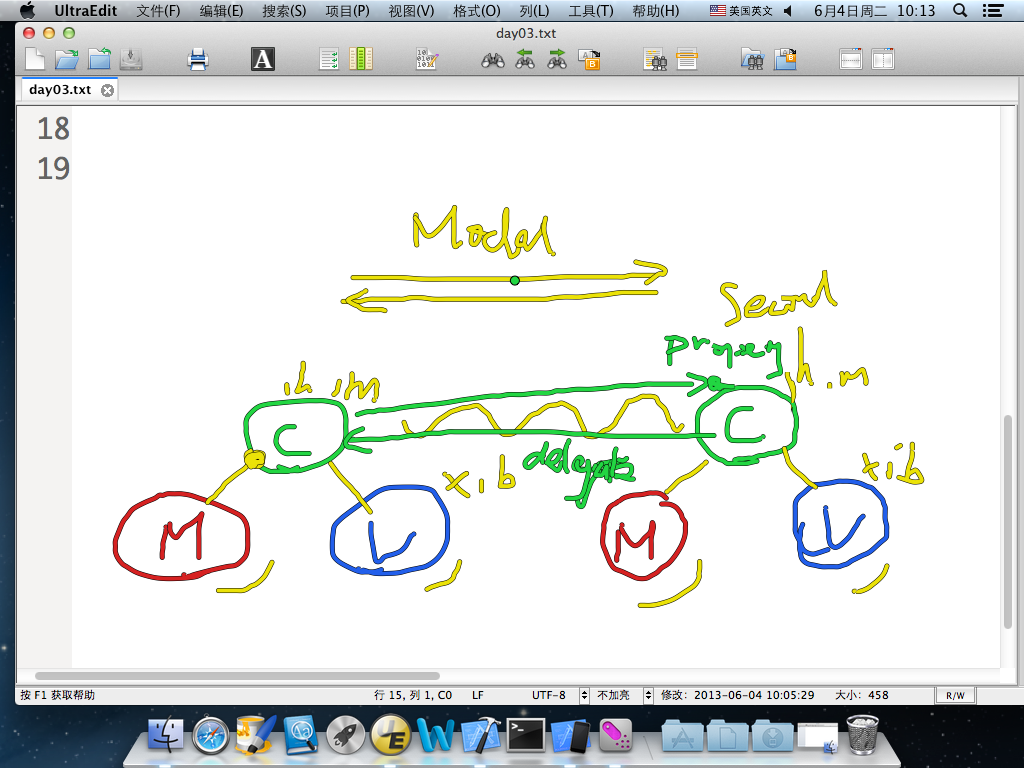 UltraEdit 文件(F) 编辑(E) 搜索(S) 项目(P) 视图(V) 格式(O) 列(L) 工具(T) 帮助(H) 美国英文 6月4日周二 10:13
day03.txt
day03.txt
18
19
Modal
Second
.h .m
h.m
C
C
delegate
xib
xib
M
V
M
V
按 F1 获取帮助 行 15, 列 1, C0 LF UTF-8 不加亮 修改: 2013-06-04 10:05:29 大小: 458 R/W